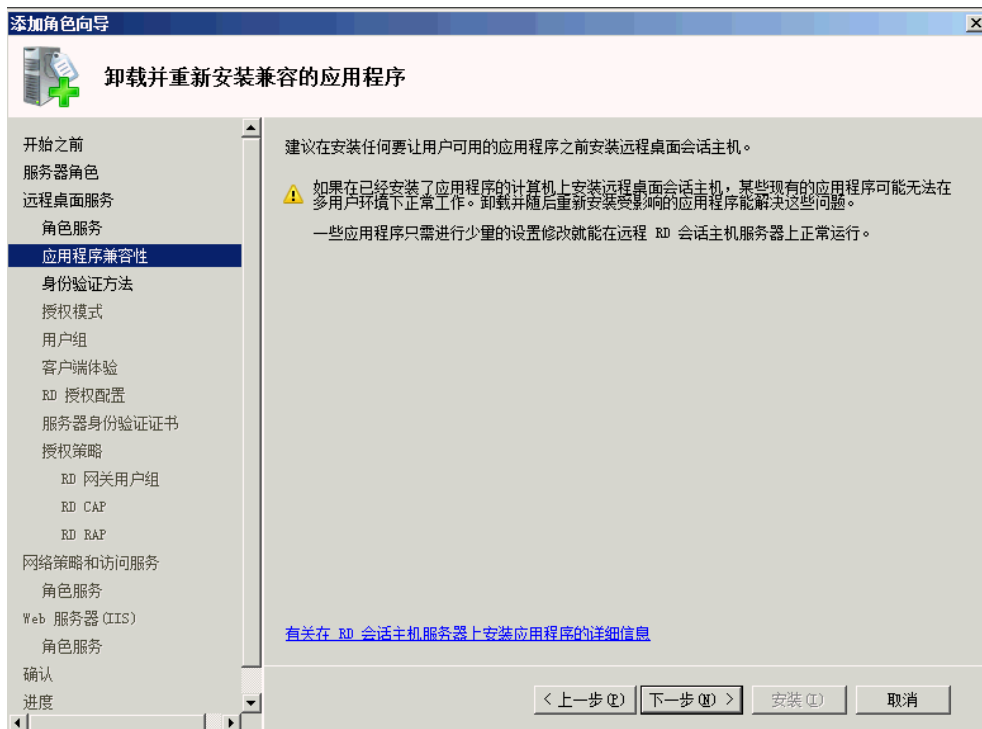 添加角色向导
卸载并重新安装兼容的应用程序
开始之前
服务器角色
远程桌面服务
角色服务
应用程序兼容性
身份验证方法
授权模式
用户组
客户端体验
RD 授权配置
服务器身份验证证书
授权策略
RD 网关用户组
RD CAP
RD RAP
网络策略和访问服务
角色服务
Web 服务器(IIS)
角色服务
确认
进度
建议在安装任何要让用户可用的应用程序之前安装远程桌面会话主机。
如果在已经安装了应用程序的计算机上安装远程桌面会话主机，某些现有的应用程序可能无法在
多用户环境下正常工作。卸载并随后重新安装受影响的应用程序能解决这些问题。
一些应用程序只需进行少量的设置修改就能在远程 RD 会话主机服务器上正常运行。
有关在 RD 会话主机服务器上安装应用程序的详细信息
< 上一步(P) 下一步(N) > 安装(I) 取消